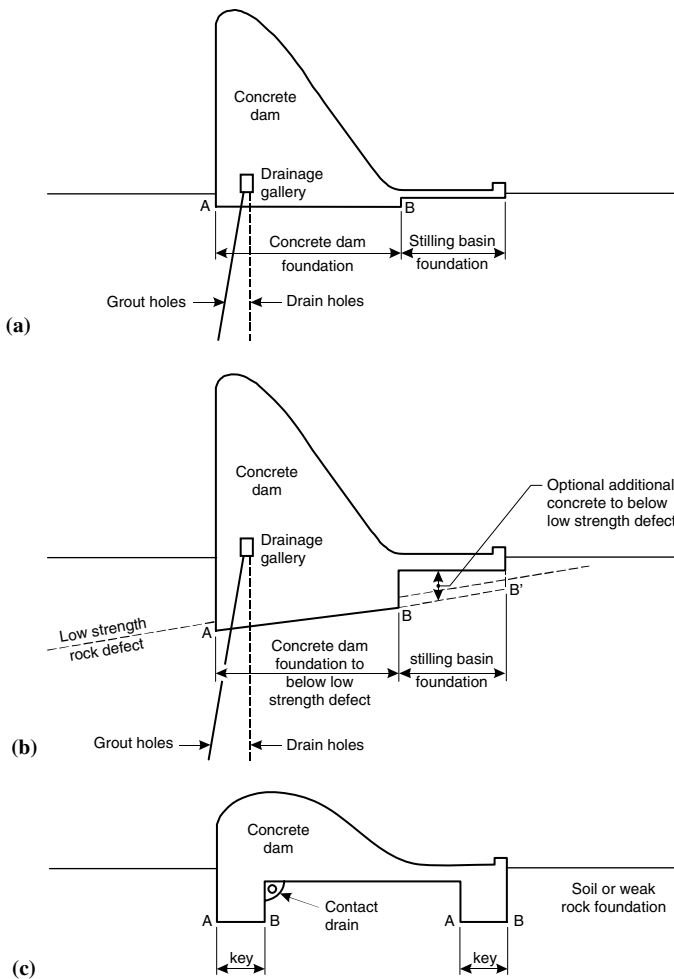 Concrete
dam
Drainage
gallery
A
B
Concrete dam
foundation
Stilling basin
foundation
Grout holes
Drain holes
(a)
Concrete
dam
Optional additional
concrete to below
low strength defect
Drainage
gallery
B'
Low strength
rock defect
A
B
Concrete dam
foundation to
below low
strength defect
stilling basin
foundation
Grout holes
Drain holes
(b)
Concrete
dam
Soil or weak
rock foundation
A
B
Contact
drain
A
B
key
key
(c)